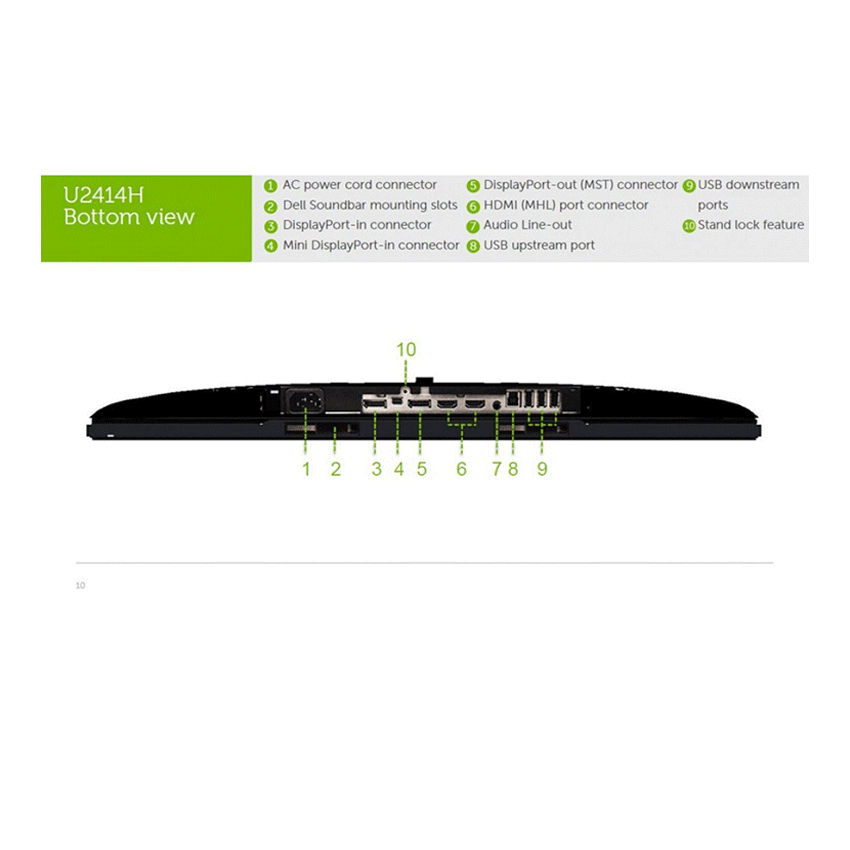 U2414H
Bottom view
1 AC power cord connector
2 Dell Soundbar mounting slots
3 DisplayPort-in connector
4 Mini DisplayPort-in connector
5 DisplayPort-out (MST) connector
6 HDMI (MHL) port connector
7 Audio Line-out
8 USB upstream port
9 USB downstream
ports
10 Stand lock feature
10
1 2 3 4 5 6 7 8 9
10